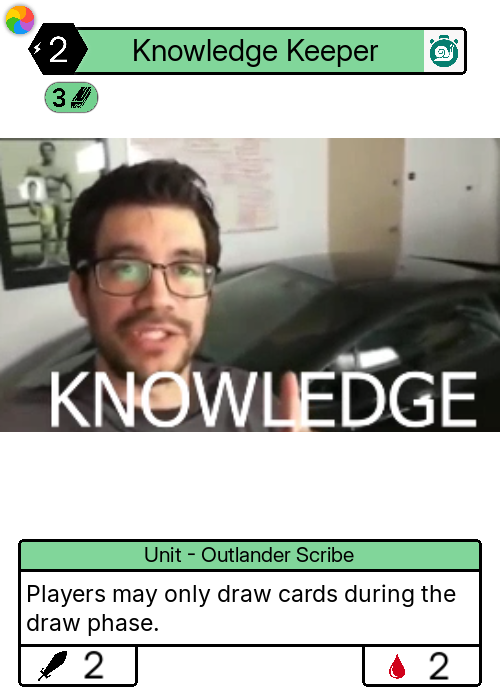 2
Knowledge Keeper
3
KNOWLEDGE
Unit - Outlander Scribe
Players may only draw cards during the
draw phase.
2
2